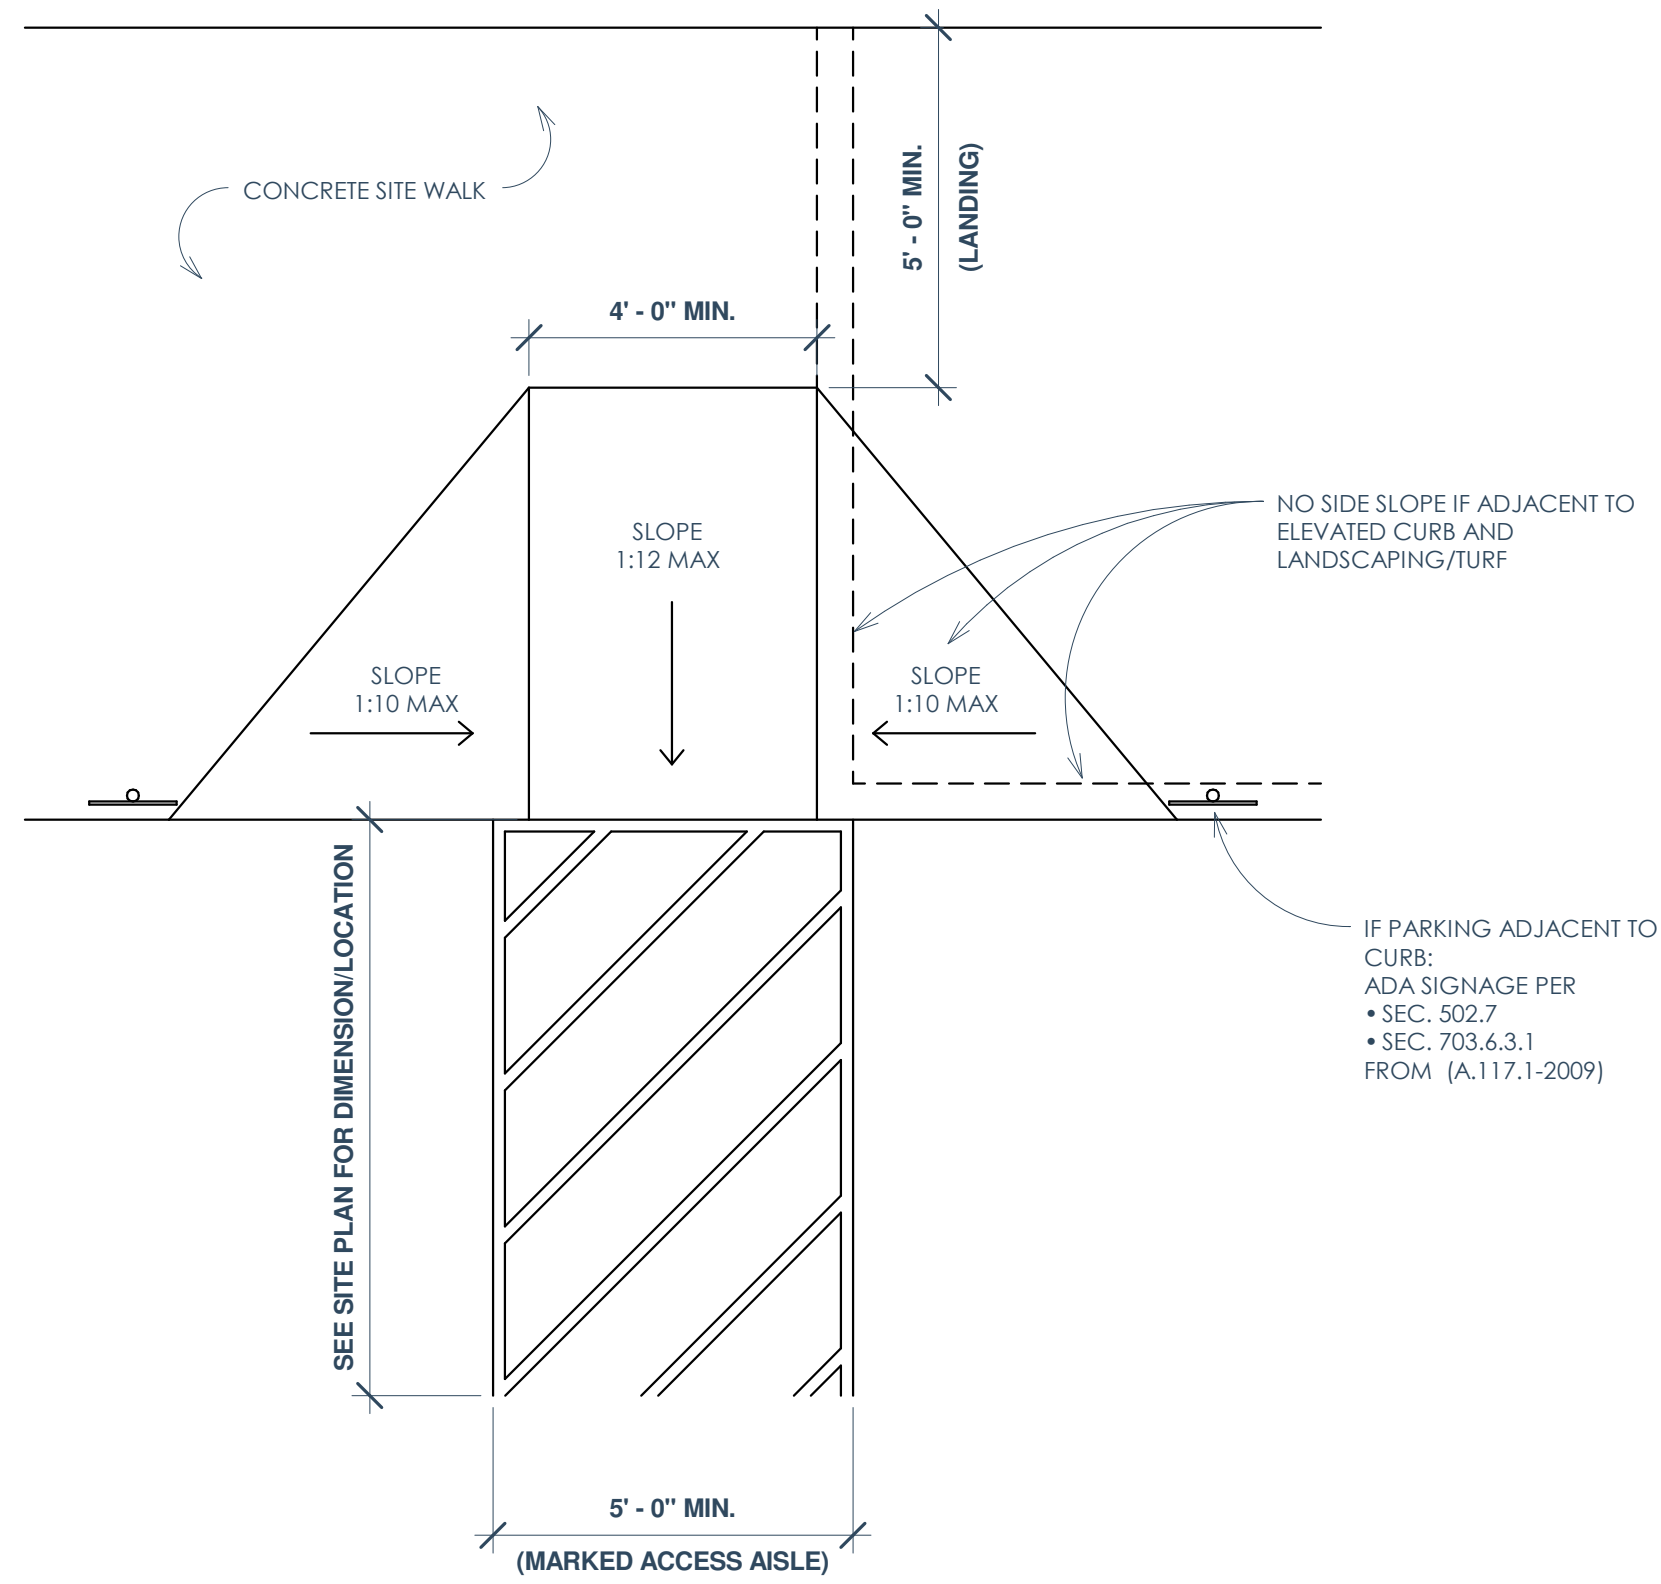 5' - 0" MIN.
(LANDING)
CONCRETE SITE WALK
4' - 0" MIN.
NO SIDE SLOPE IF ADJACENT TO
ELEVATED CURB AND
LANDSCAPING/TURF
SLOPE
1:12 MAX
SLOPE
1:10 MAX
SLOPE
1:10 MAX
SEE SITE PLAN FOR DIMENSION/LOCATION
IF PARKING ADJACENT TO
CURB:
ADA SIGNAGE PER
• SEC. 502.7
• SEC. 703.6.3.1
FROM (A.117.1-2009)
5' - 0" MIN.
(MARKED ACCESS AISLE)